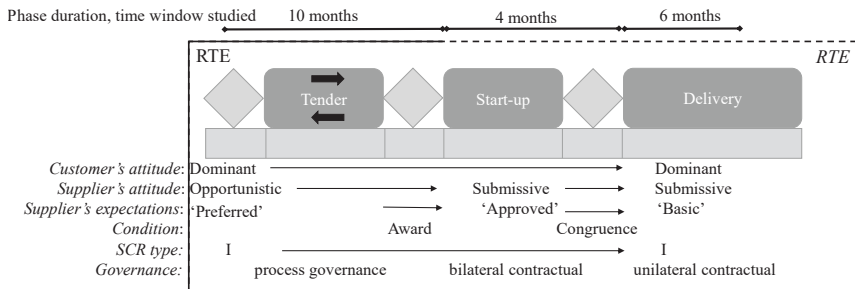 Phase duration, time window studied 10 months 4 months 6 months
RTE RTE
Tender Start-up Delivery
Customer's attitude: Dominant Dominant
Supplier's attitude: Opportunistic Submissive Submissive
Supplier's expectations: 'Preferred' 'Approved' 'Basic'
Condition: Award Congruence
SCR type: I I
Governance: process governance bilateral contractual unilateral contractual